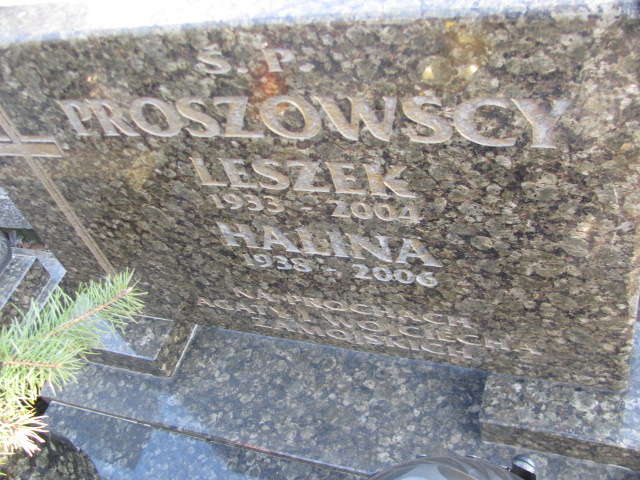 Ś. P.
PROSZOWSCY
LESZEK
1933 - 2004
HALINA
1938 - 2006
NA PROCHACH
AGATY I WOJCIECHA